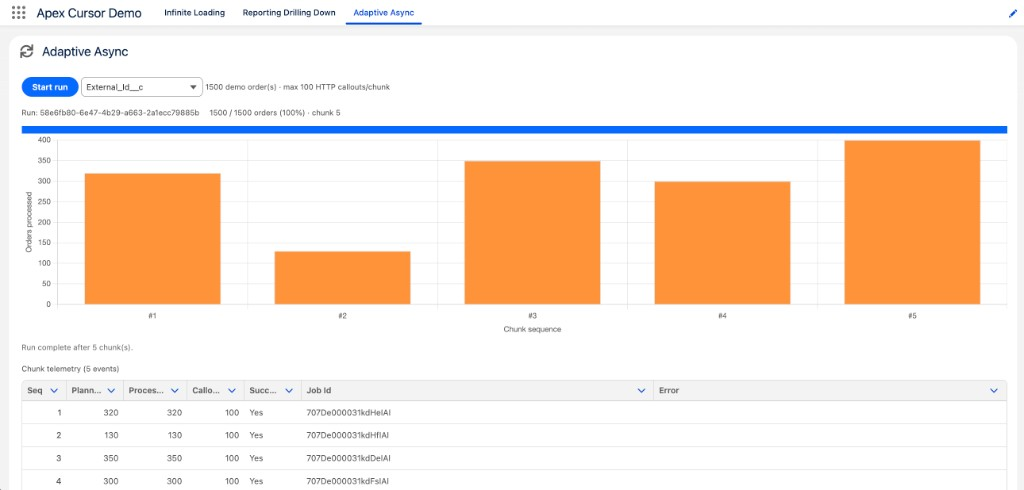 Apex Cursor Demo Infinite Loading Reporting Drilling Down Adaptive Async
Adaptive Async
Start run External_Id__c 1500 demo order(s) · max 100 HTTP callouts/chunk
Run: 58e6fb80-6e47-4b29-a663-2a1ecc79885b 1500 / 1500 orders (100%) · chunk 5
400
350
300
250
200
150
100
50
0
Orders processed
#1 #2 #3 #4 #5
Chunk sequence
Run complete after 5 chunk(s).
Chunk telemetry (5 events)
Seq Plann... Proces... Callo... Succ... Job Id Error
1 320 320 100 Yes 707De000031kdHeIAI
2 130 130 100 Yes 707De000031kdHfIAI
3 350 350 100 Yes 707De000031kdDeIAI
4 300 300 100 Yes 707De000031kdFsIAI